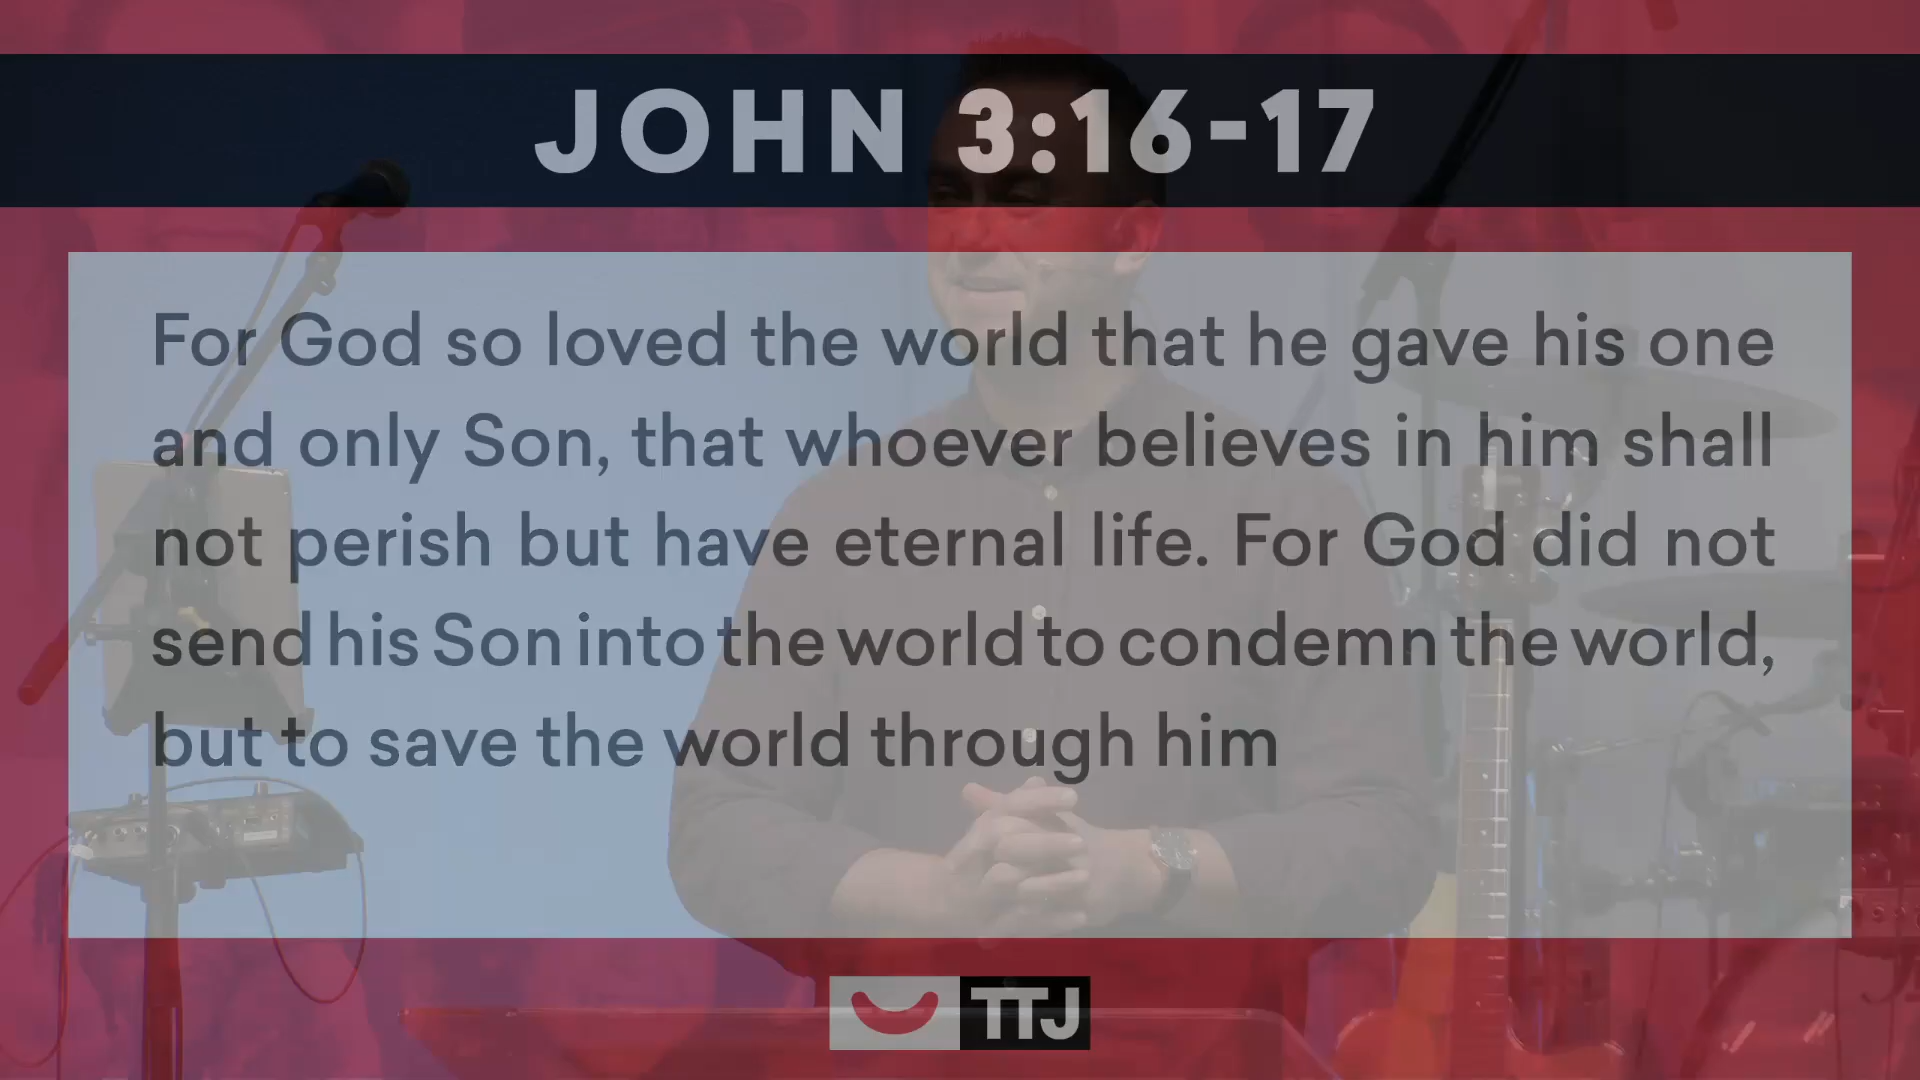 JOHN 3:16-17
For God so loved the world that he gave his one
and only Son, that whoever believes in him shall
not perish but have eternal life. For God did not
send his Son into the world to condemn the world,
but to save the world through him
TTJ